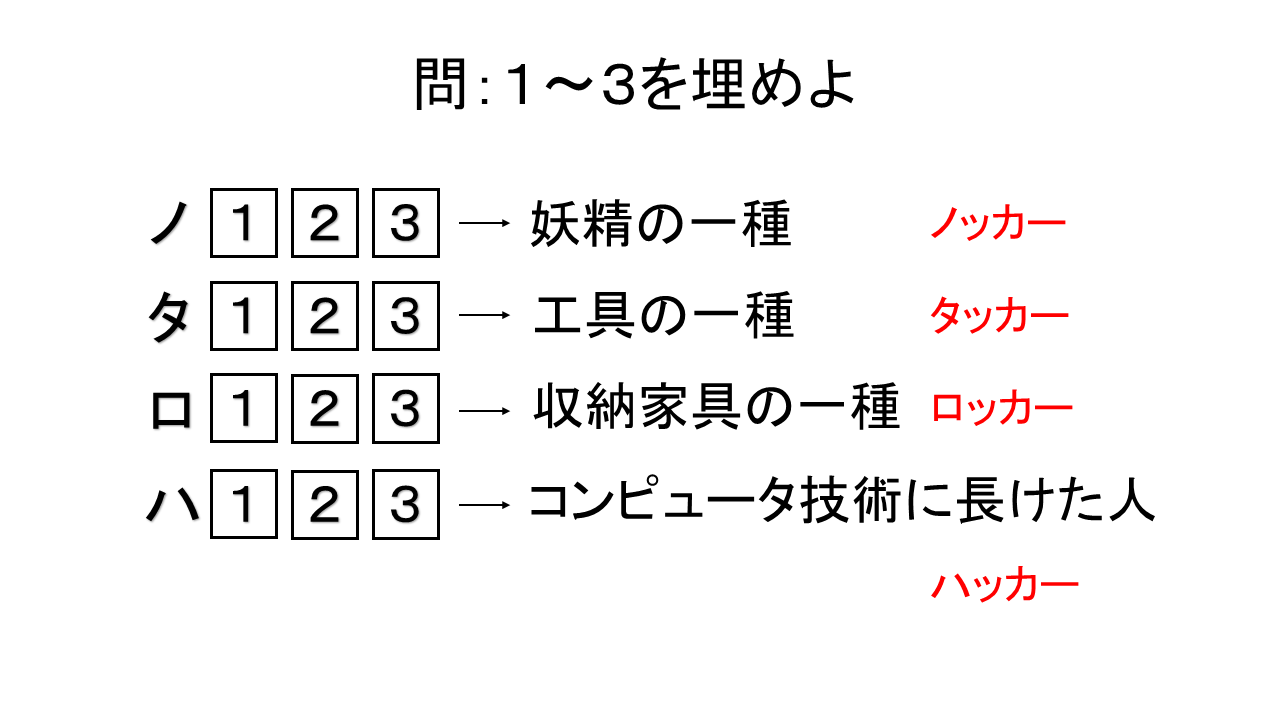 問：１～３を埋めよ
ノ １ ２ ３ → 妖精の一種 ノッカー
タ １ ２ ３ → 工具の一種 タッカー
ロ １ ２ ３ → 収納家具の一種 ロッカー
ハ １ ２ ３ → コンピュータ技術に長けた人
ハッカー